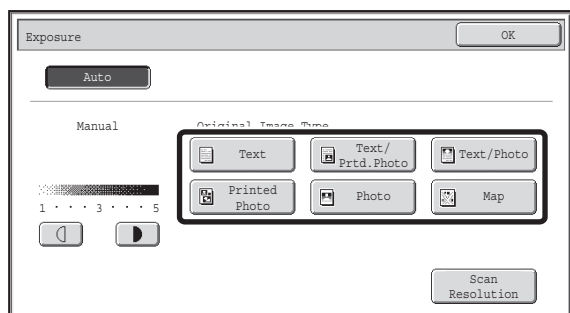 Exposure
OK
Auto
Manual
Original Image Type
Text
Text/
Prtd.Photo
Text/Photo
Printed
Photo
Photo
Map
1 · · · 3 · · · 5
Scan
Resolution